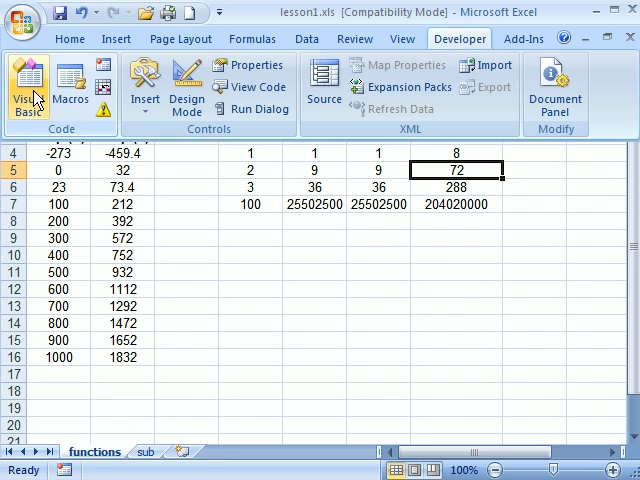 lesson1.xls [Compatibility Mode] - Microsoft Excel
Home Insert Page Layout Formulas Data Review Developer Add-Ins
Visual Basic
Macros
Code
Insert
Design Mode
Properties
View Code
Run Dialog
Controls
Source
Map Properties
Expansion Packs
Refresh Data
Import
Export
XML
Document Panel
Modify
4 -273 -459.4 1 1 1 8
5 0 32 2 9 9 72
6 23 73.4 3 36 36 288
7 100 212 100 25502500 25502500 204020000
8 200 392
9 300 572
10 400 752
11 500 932
12 600 1112
13 700 1292
14 800 1472
15 900 1652
16 1000 1832
17
18
19
20
21
functions sub
Ready 100%